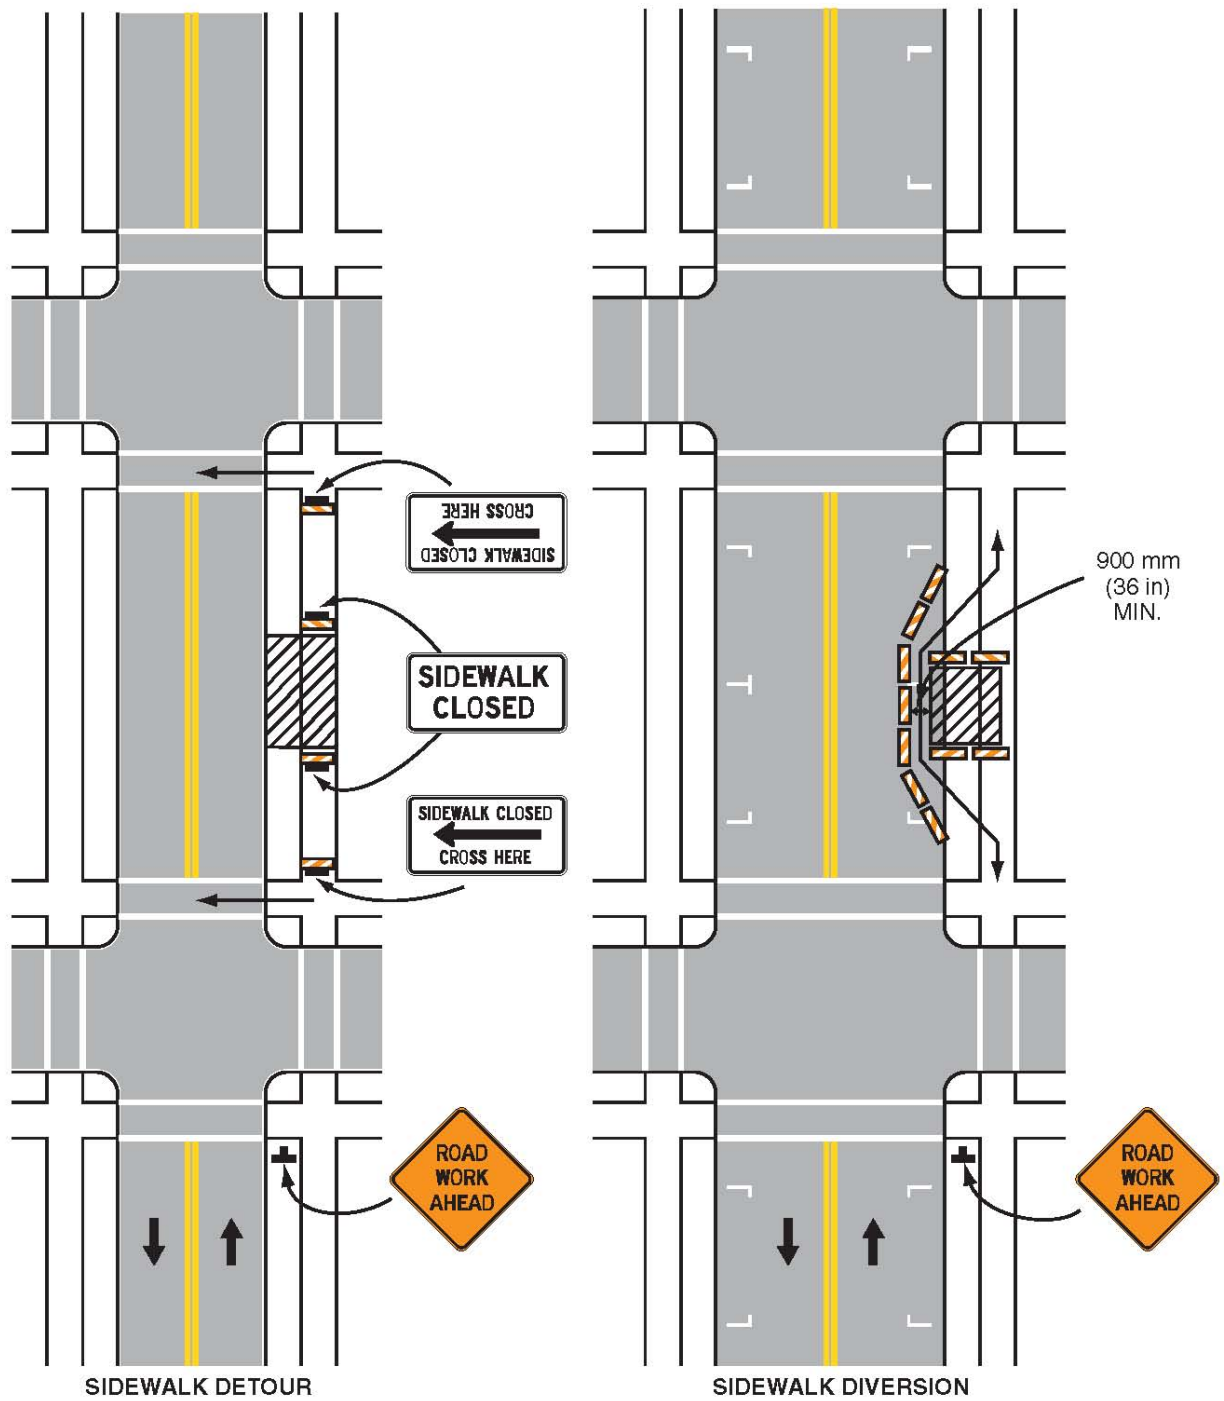 CROSS HERE
SIDEWALK CLOSED
900 mm
(36 in)
MIN.
SIDEWALK
CLOSED
SIDEWALK CLOSED
CROSS HERE
ROAD
WORK
AHEAD
ROAD
WORK
AHEAD
SIDEWALK DETOUR
SIDEWALK DIVERSION